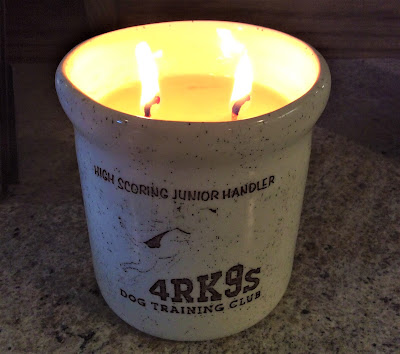 HIGH SCORING JUNIOR HANDLER
4RK9s
DOG TRAINING CLUB